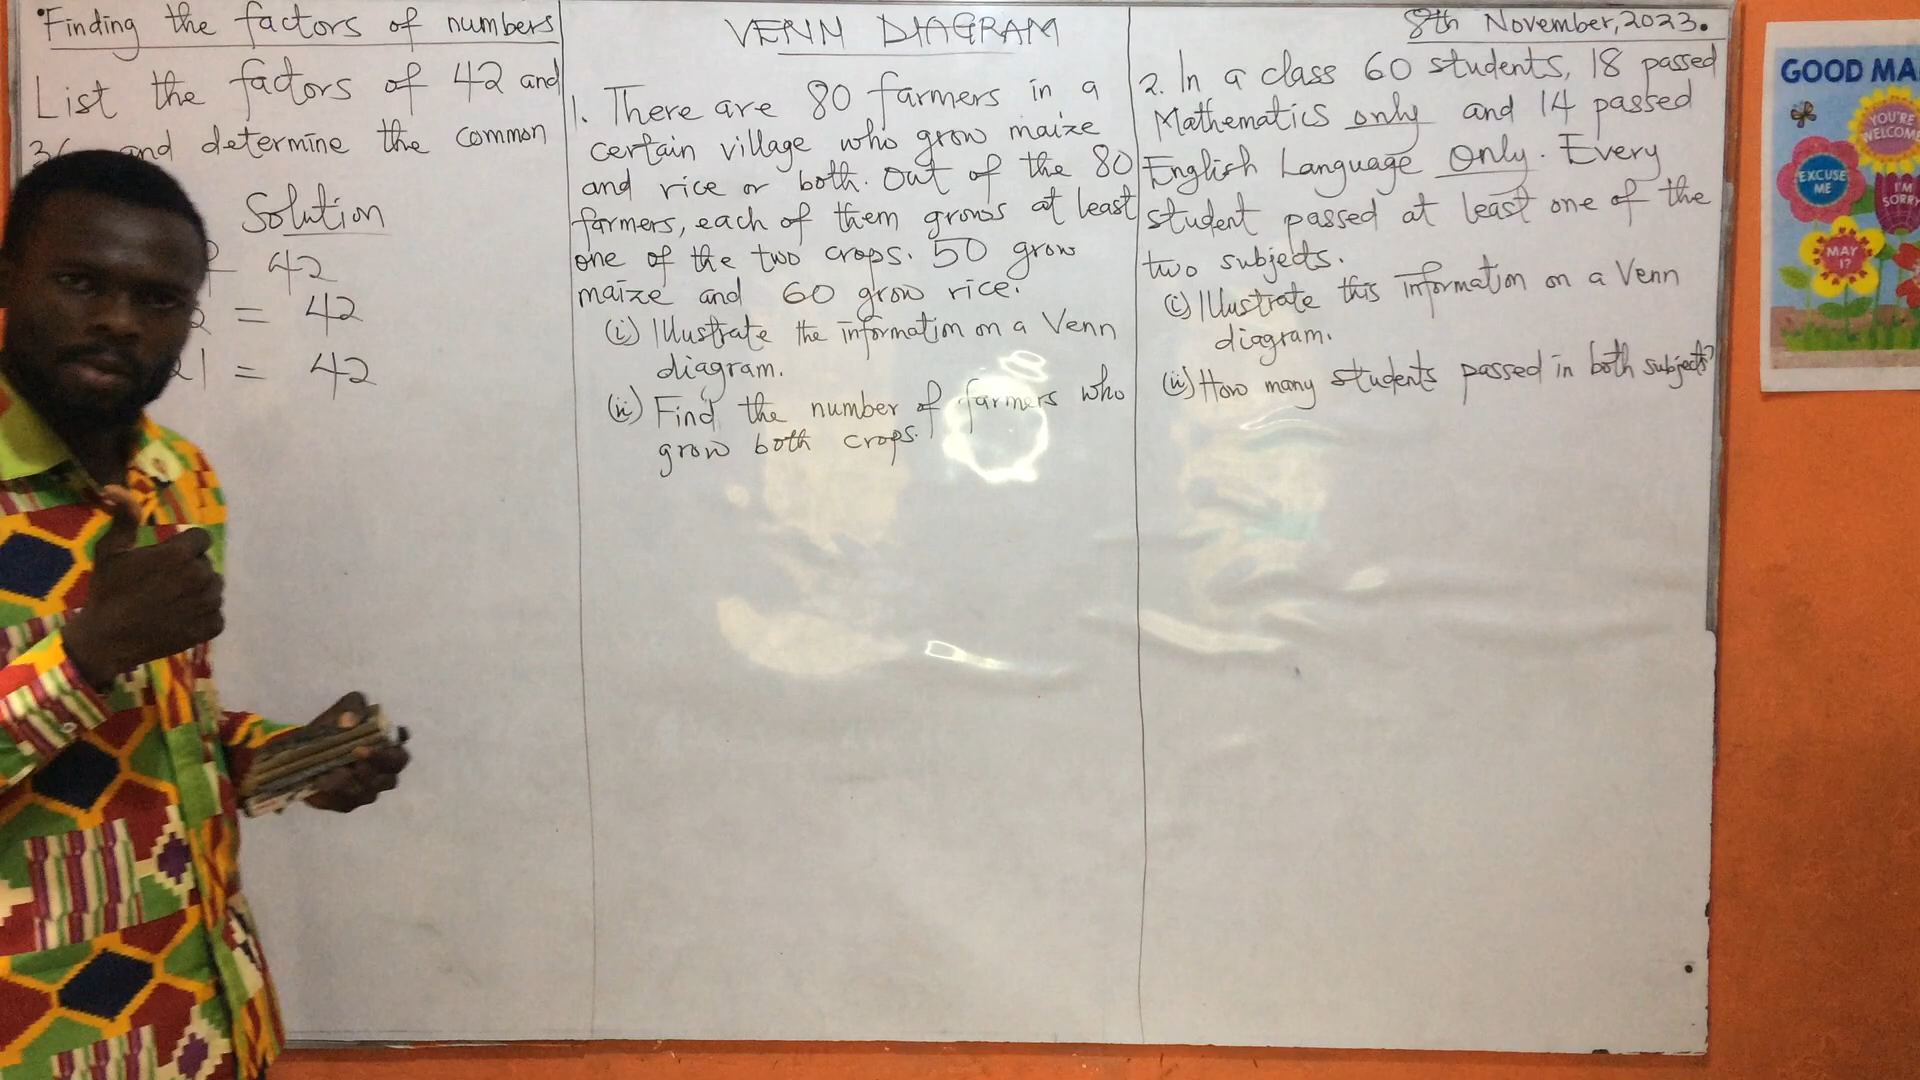 Finding the factors of numbers
List the factors of 42 and
and determine the common
Solution
42
= 42
= 42
VENN DIAGRAM
1. There are 80 farmers in a
certain village who grow maize
and rice or both. Out of the 80
farmers, each of them grows at least
one of the two crops. 50 grow
maize and 60 grow rice.
(i) Illustrate the information on a Venn
diagram.
(ii) Find the number of farmers who
grow both crops.
8th November, 2023.
2. In a class 60 students, 18 passed
Mathematics only and 14 passed
English Language Only. Every
student passed at least one of the
two subjects.
(i) Illustrate this information on a Venn
diagram.
(ii) How many students passed in both subjects?
GOOD MA
YOU'RE
WELCOME
EXCUSE
ME
I'M
SORRY
MAY
I?